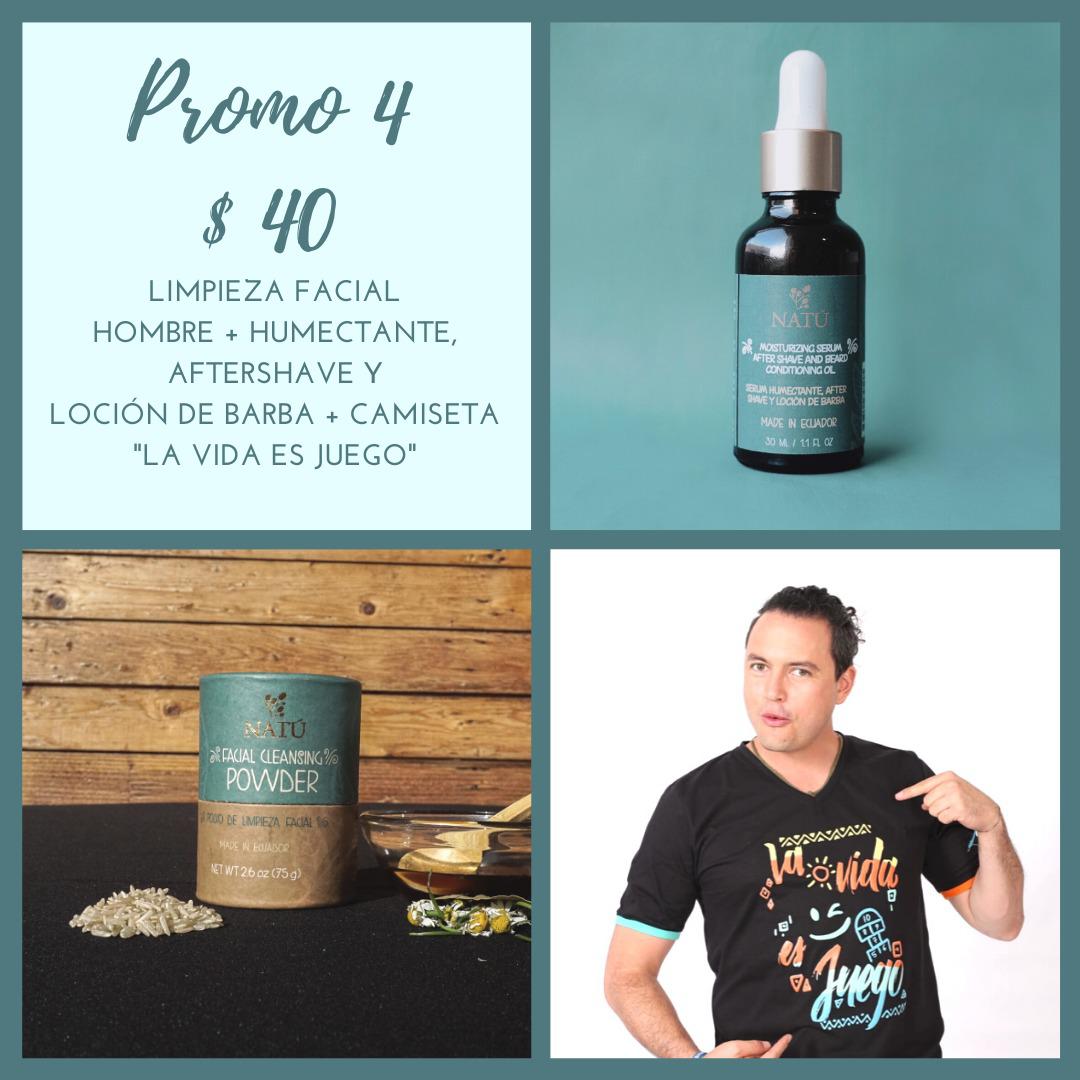 Promo 4
$ 40
LIMPIEZA FACIAL
HOMBRE + HUMECTANTE,
AFTERSHAVE Y
LOCIÓN DE BARBA + CAMISETA
"LA VIDA ES JUEGO"
NATÚ
MOISTURIZING SERUM
AFTER SHAVE AND BEARD
CONDITIONING OIL
SERUM HUMECTANTE, AFTER
SHAVE Y LOCIÓN DE BARBA
MADE IN ECUADOR
30 ML / 1.1 FL OZ
NATÚ
FACIAL CLEANSING
POWDER
POLVO DE LIMPIEZA FACIAL
MADE IN ECUADOR
NET WT 2.6 oz (75 g)
la vida
es
Juego